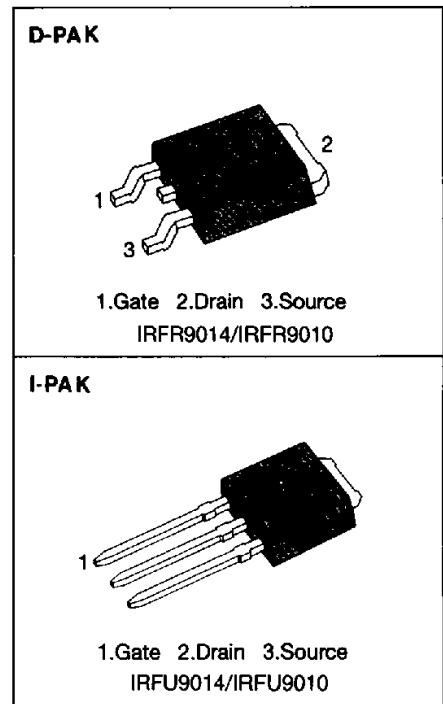 D-PAK
2
1
3
1.Gate 2.Drain 3.Source
IRFR9014/IRFR9010
I-PAK
1
1.Gate 2.Drain 3.Source
IRFU9014/IRFU9010